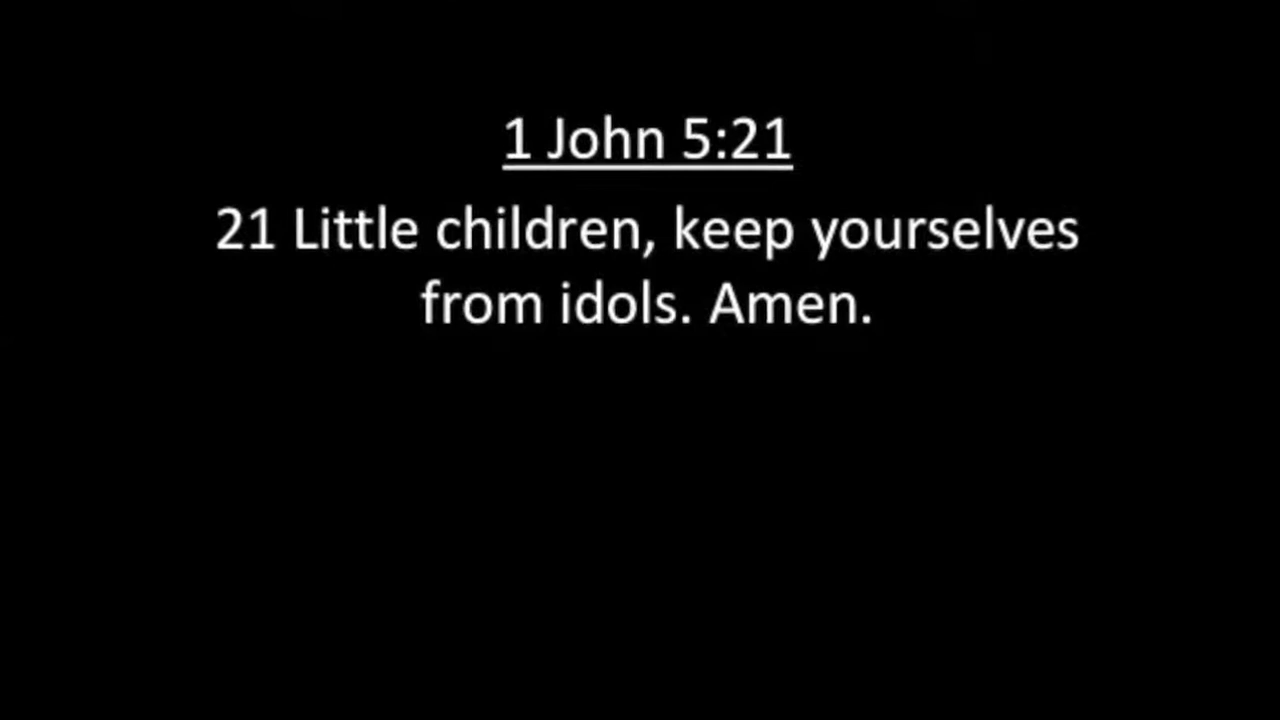 1 John 5:21
21 Little children, keep yourselves
from idols. Amen.